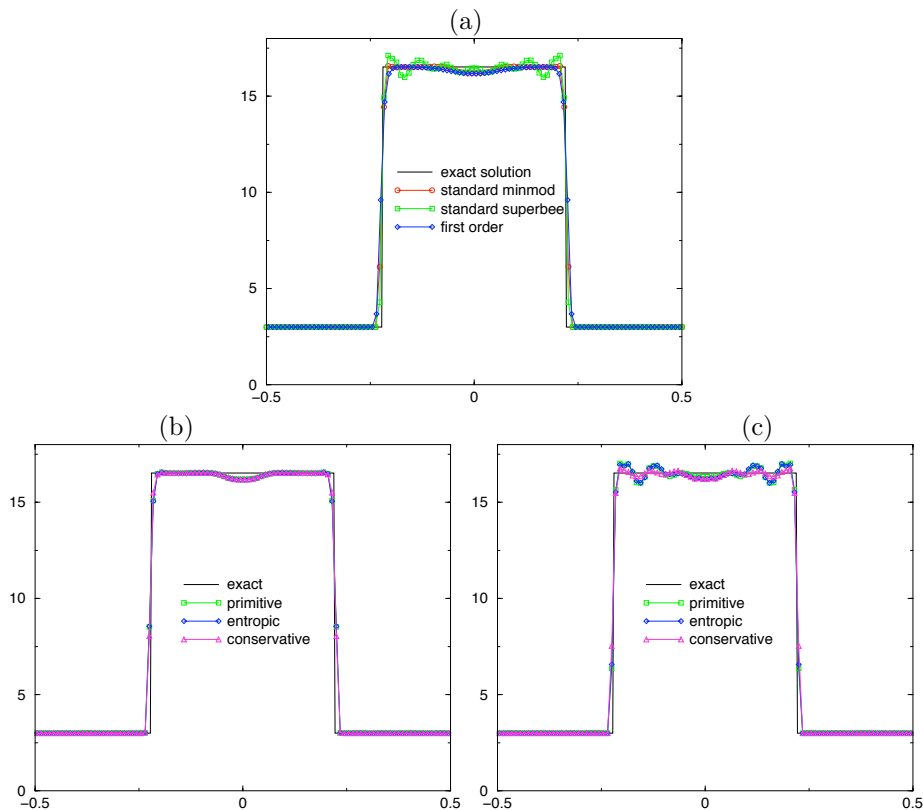 (a)
15
10
5
0
exact solution
standard minmod
standard superbee
first order
−0.5
0
0.5
(b)
15
10
5
0
exact
primitive
entropic
conservative
−0.5
0
0.5
(c)
15
10
5
0
exact
primitive
entropic
conservative
−0.5
0
0.5